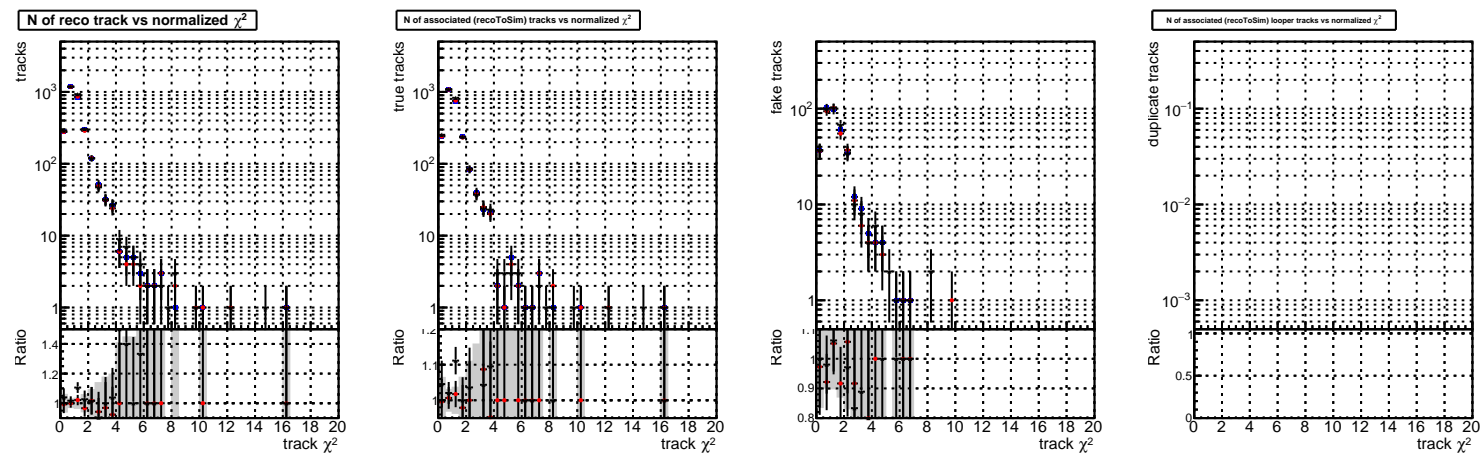 N of reco track vs normalized χ²
tracks
10³
10²
10
1
Ratio
1.4
1.2
1
0 2 4 6 8 10 12 14 16 18 20
track χ²
N of associated (recoToSim) tracks vs normalized χ²
true tracks
10³
10²
10
1
Ratio
1.2
1.1
1
0 2 4 6 8 10 12 14 16 18 20
track χ²
fake tracks
10²
10
1
Ratio
1.1
1
0.9
0.8
0 2 4 6 8 10 12 14 16 18 20
track χ²
N of associated (recoToSim) looper tracks vs normalized χ²
duplicate tracks
10⁻¹
10⁻²
10⁻³
Ratio
1
0.5
0
0 2 4 6 8 10 12 14 16 18 20
track χ²